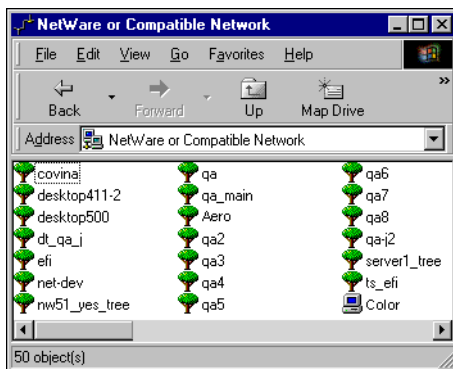 NetWare or Compatible Network
File Edit View Go Favorites Help
Back Forward Up Map Drive »
Address NetWare or Compatible Network
covina qa qa6
desktop411-2 qa_main qa7
desktop500 Aero qa8
dt_qa_j qa2 qa-j2
efi qa3 server1_tree
net-dev qa4 ts_efi
nw51_yes_tree qa5 Color
50 object(s)